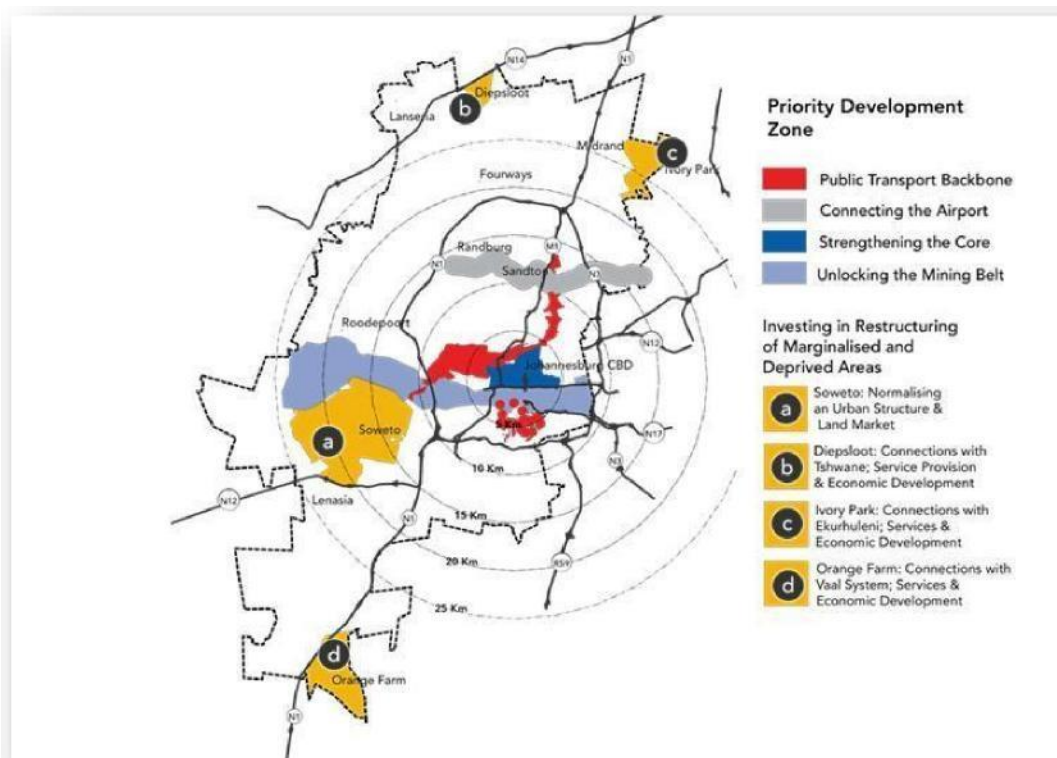 N14
N1
Diepsloot
b
Lanseria
Midrand
c
Ivory Park
Fourways
Randburg
M1
N1
Sandton
N3
Roodepoort
N12
Johannesburg CBD
Soweto
a
5 Km
N17
10 Km
N3
N12
Lenasia
N1
15 Km
20 Km
R59
25 Km
d
Orange Farm
N1
Priority Development
Zone
Public Transport Backbone
Connecting the Airport
Strengthening the Core
Unlocking the Mining Belt
Investing in Restructuring
of Marginalised and
Deprived Areas
a
Soweto: Normalising
an Urban Structure &
Land Market
b
Diepsloot: Connections with
Tshwane; Service Provision
& Economic Development
c
Ivory Park: Connections with
Ekurhuleni; Services &
Economic Development
d
Orange Farm: Connections with
Vaal System; Services &
Economic Development